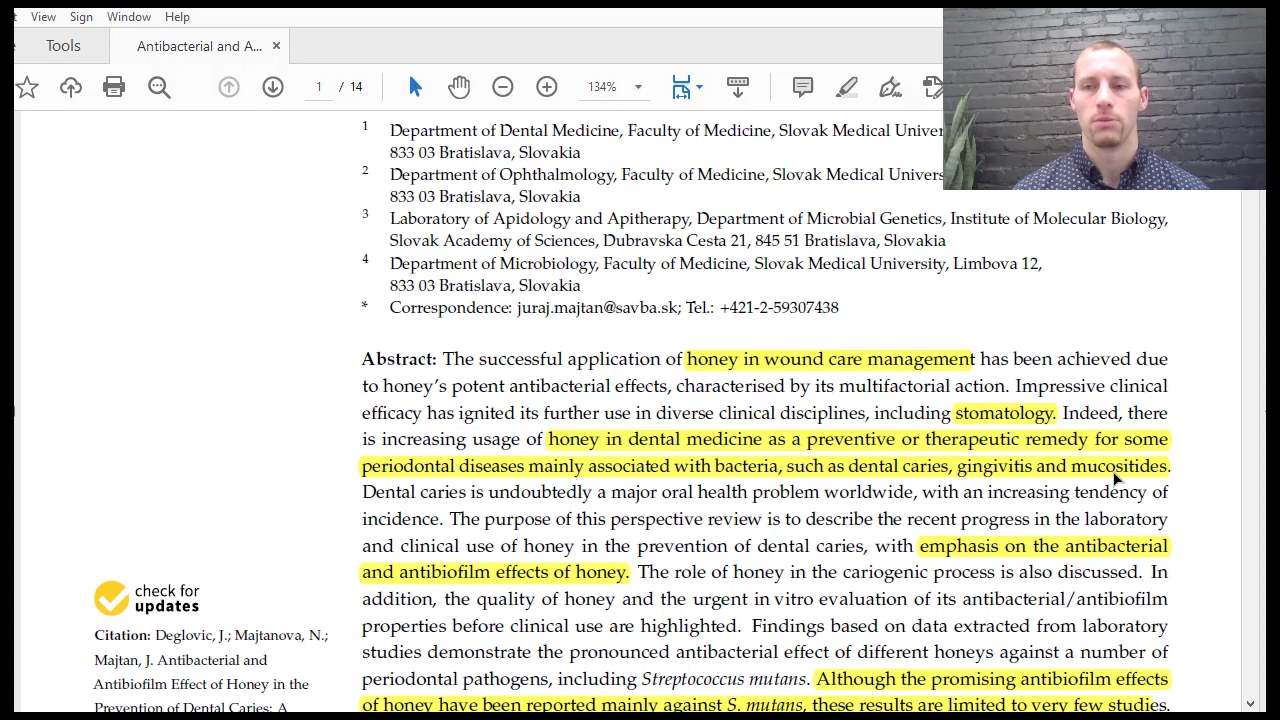 View Sign Window Help
Tools
Antibacterial and A... ×
1 / 14
134%
1 Department of Dental Medicine, Faculty of Medicine, Slovak Medical
833 03 Bratislava, Slovakia
2 Department of Ophthalmology, Faculty of Medicine, Slovak Medical
833 03 Bratislava, Slovakia
3 Laboratory of Apidology and Apitherapy, Department of Microbial Genetics, Institute of Molecular Biology,
Slovak Academy of Sciences, Dubravska Cesta 21, 845 51 Bratislava, Slovakia
4 Department of Microbiology, Faculty of Medicine, Slovak Medical University, Limbova 12,
833 03 Bratislava, Slovakia
* Correspondence: juraj.majtan@savba.sk; Tel.: +421-2-59307438
Abstract: The successful application of honey in wound care management has been achieved due
to honey's potent antibacterial effects, characterised by its multifactorial action. Impressive clinical
efficacy has ignited its further use in diverse clinical disciplines, including stomatology. Indeed, there
is increasing usage of honey in dental medicine as a preventive or therapeutic remedy for some
periodontal diseases mainly associated with bacteria, such as dental caries, gingivitis and mucositides.
Dental caries is undoubtedly a major oral health problem worldwide, with an increasing tendency of
incidence. The purpose of this perspective review is to describe the recent progress in the laboratory
and clinical use of honey in the prevention of dental caries, with emphasis on the antibacterial
and antibiofilm effects of honey. The role of honey in the cariogenic process is also discussed. In
addition, the quality of honey and the urgent in vitro evaluation of its antibacterial/antibiofilm
properties before clinical use are highlighted. Findings based on data extracted from laboratory
studies demonstrate the pronounced antibacterial effect of different honeys against a number of
periodontal pathogens, including Streptococcus mutans. Although the promising antibiofilm effects
of honey have been reported mainly against S. mutans, these results are limited to very few studies.
check for
updates
Citation: Deglovic, J.; Majtanova, N.;
Majtan, J. Antibacterial and
Antibiofilm Effect of Honey in the
Prevention of Dental Caries: A